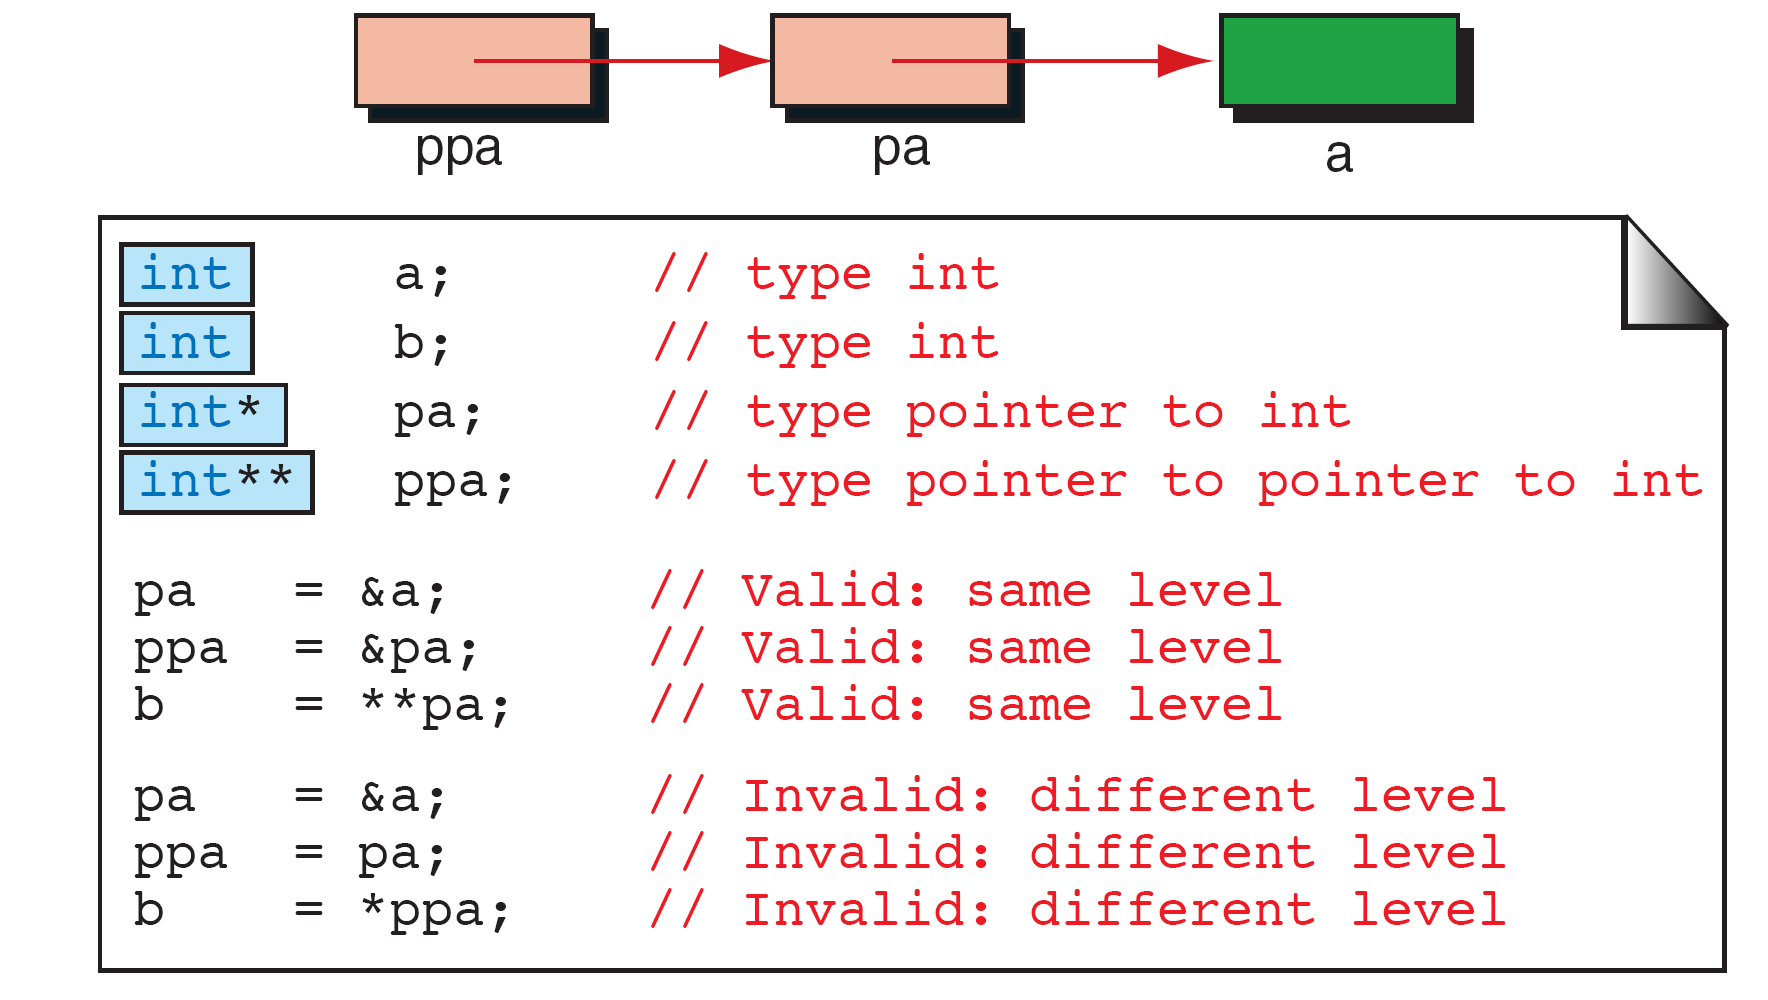 ppa pa a
int a; // type int
int b; // type int
int* pa; // type pointer to int
int** ppa; // type pointer to pointer to int
pa = &a; // Valid: same level
ppa = &pa; // Valid: same level
b = **pa; // Valid: same level
pa = &a; // Invalid: different level
ppa = pa; // Invalid: different level
b = *ppa; // Invalid: different level